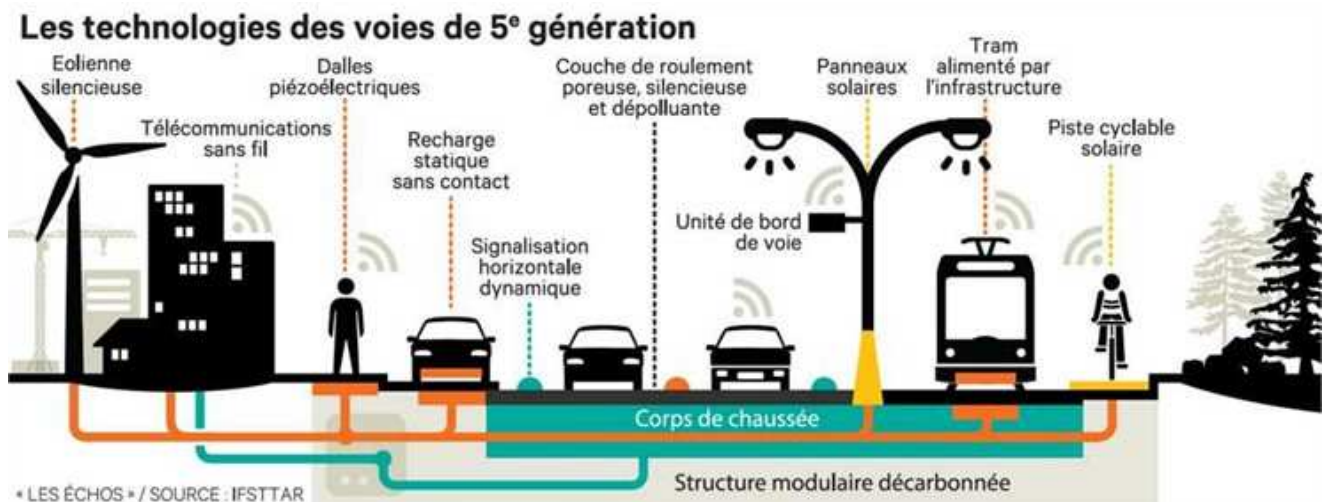 Les technologies des voies de 5e génération
Eolienne
silencieuse
Télécommunications
sans fil
Dalles
piézoélectriques
Recharge
statique
sans contact
Signalisation
horizontale
dynamique
Couche de roulement
poreuse, silencieuse
et dépolluante
Unité de bord
de voie
Panneaux
solaires
Tram
alimenté par
l'infrastructure
Piste cyclable
solaire
Corps de chaussée
Structure modulaire décarbonnée
« LES ÉCHOS » / SOURCE : IFSTTAR